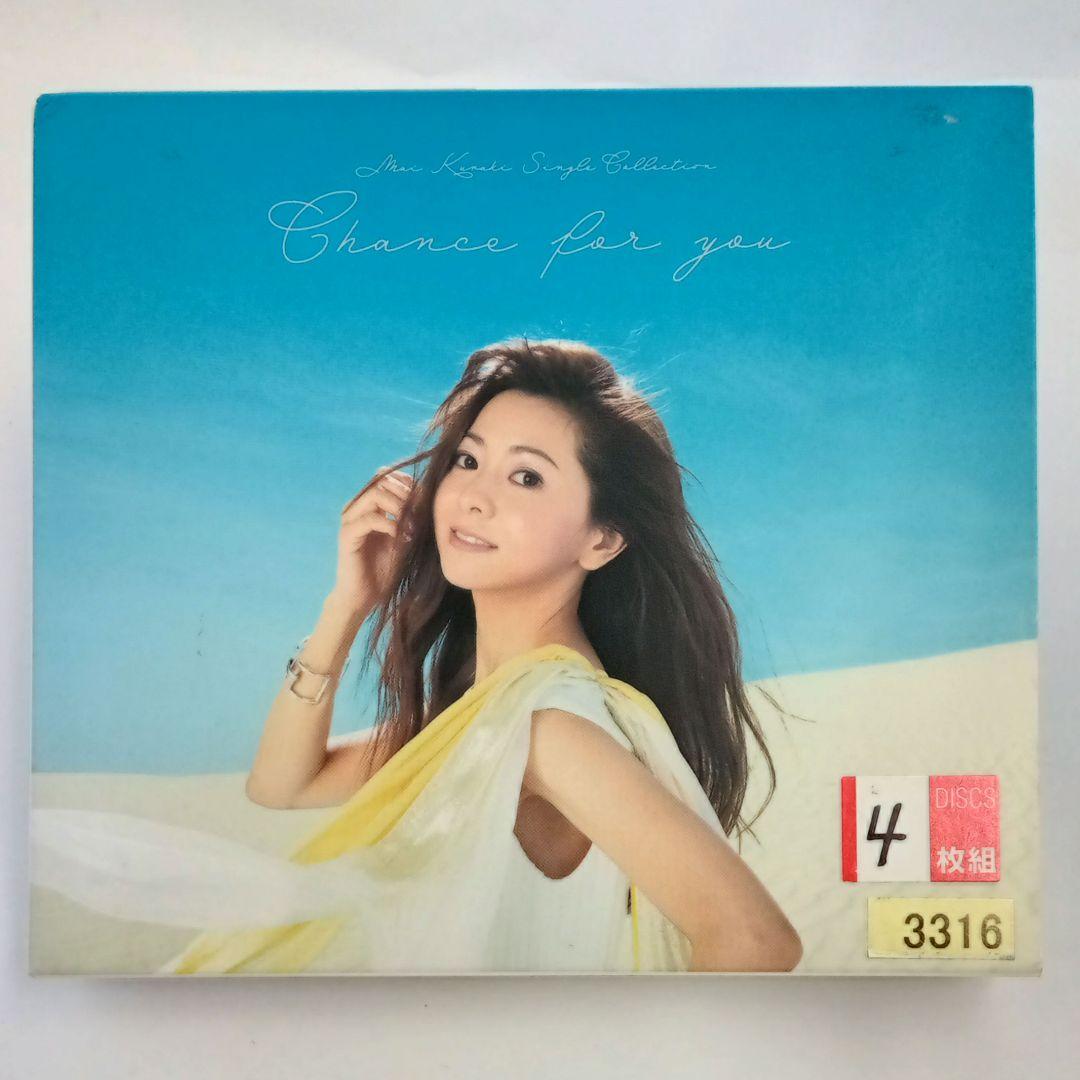 Mai Kuraki Single Collection
Chance for you
4
DISCS
枚組
3316